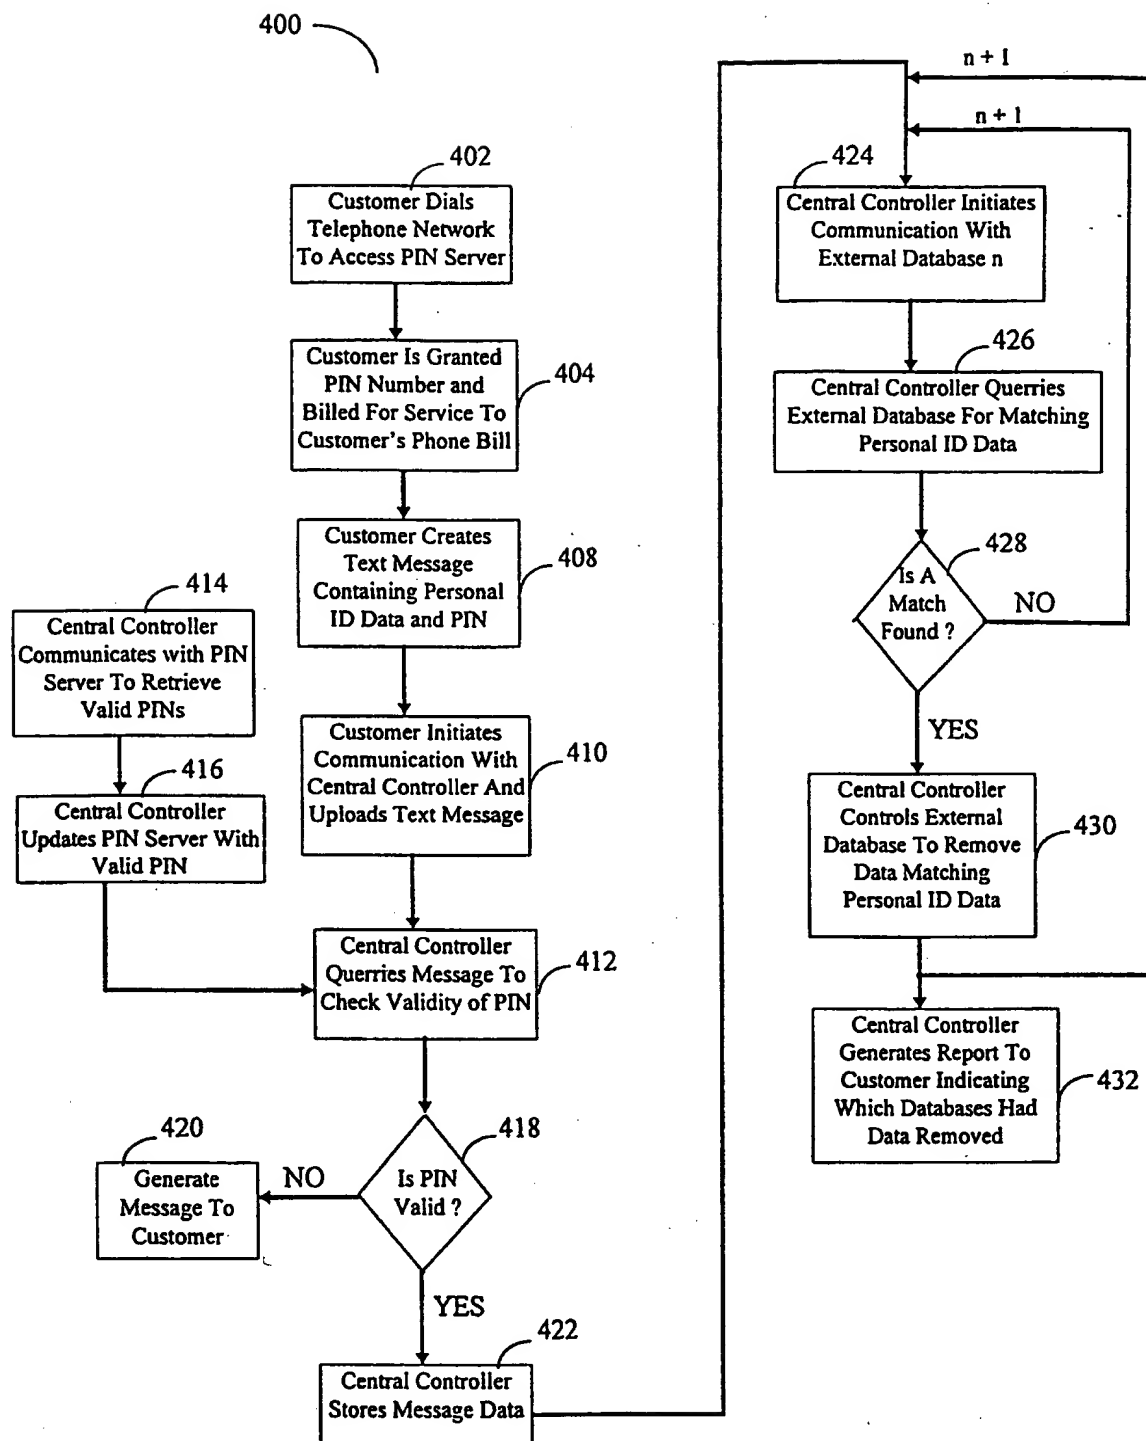 400
402
Customer Dials
Telephone Network
To Access PIN Server
404
Customer Is Granted
PIN Number and
Billed For Service To
Customer's Phone Bill
408
Customer Creates
Text Message
Containing Personal
ID Data and PIN
414
Central Controller
Communicates with PIN
Server To Retrieve
Valid PINs
416
Central Controller
Updates PIN Server With
Valid PIN
410
Customer Initiates
Communication With
Central Controller And
Uploads Text Message
412
Central Controller
Querries Message To
Check Validity of PIN
418
Is PIN
Valid ?
NO
420
Generate
Message To
Customer
YES
422
Central Controller
Stores Message Data
n + 1
n + 1
424
Central Controller Initiates
Communication With
External Database n
426
Central Controller Querries
External Database For Matching
Personal ID Data
428
Is A
Match
Found ?
NO
YES
430
Central Controller
Controls External
Database To Remove
Data Matching
Personal ID Data
432
Central Controller
Generates Report To
Customer Indicating
Which Databases Had
Data Removed